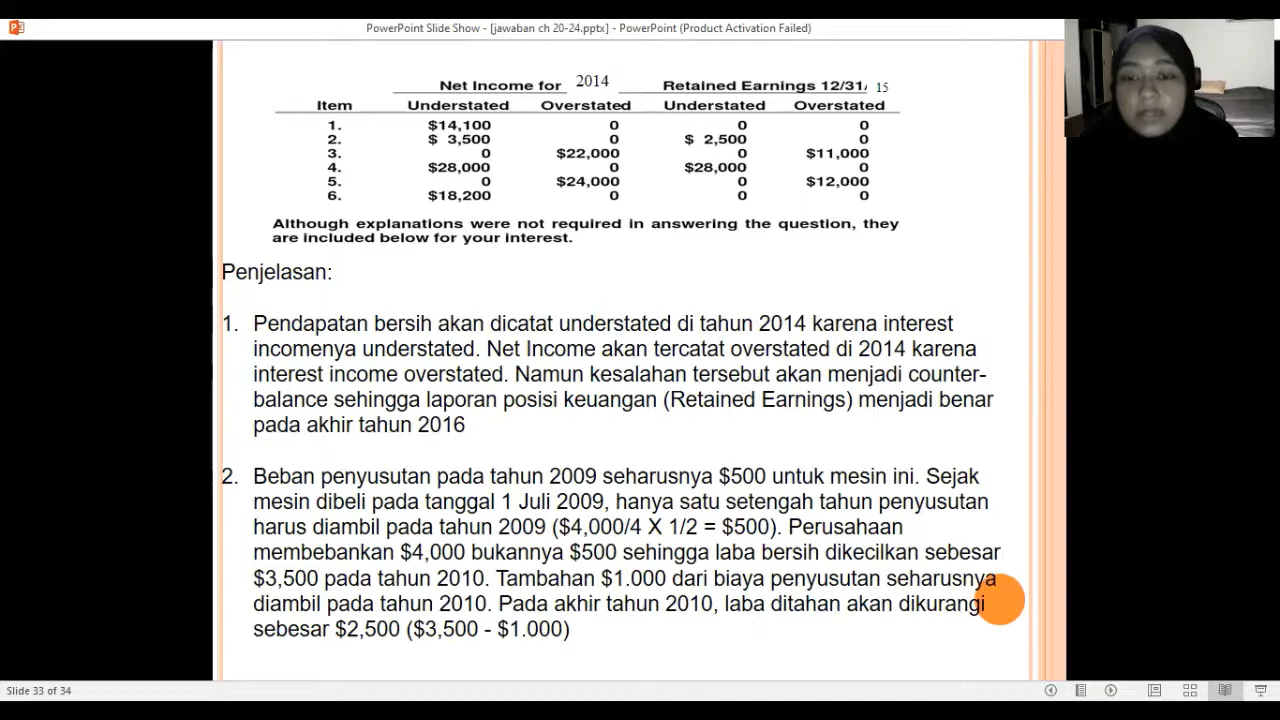 PowerPoint Slide Show - [jawaban ch 20-24.pptx] - PowerPoint (Product Activation Failed)
Net Income for 2014 Retained Earnings 12/31/ 15
Item Understated Overstated Understated Overstated
1. $14,100 0 0 0
2. $ 3,500 0 $ 2,500 0
3. 0 $22,000 0 $11,000
4. $28,000 0 $28,000 0
5. 0 $24,000 0 $12,000
6. $18,200 0 0 0
Although explanations were not required in answering the question, they
are included below for your interest.
Penjelasan:
1. Pendapatan bersih akan dicatat understated di tahun 2014 karena interest
incomenya understated. Net Income akan tercatat overstated di 2014 karena
interest income overstated. Namun kesalahan tersebut akan menjadi counter-
balance sehingga laporan posisi keuangan (Retained Earnings) menjadi benar
pada akhir tahun 2016
2. Beban penyusutan pada tahun 2009 seharusnya $500 untuk mesin ini. Sejak
mesin dibeli pada tanggal 1 Juli 2009, hanya satu setengah tahun penyusutan
harus diambil pada tahun 2009 ($4,000/4 X 1/2 = $500). Perusahaan
membebankan $4,000 bukannya $500 sehingga laba bersih dikecilkan sebesar
$3,500 pada tahun 2010. Tambahan $1.000 dari biaya penyusutan seharusnya
diambil pada tahun 2010. Pada akhir tahun 2010, laba ditahan akan dikurangi
sebesar $2,500 ($3,500 - $1.000)
Slide 33 of 34